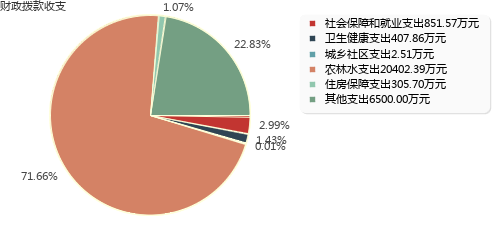 财政拨款收支
1.07%
22.83%
2.99%
1.43%
0.01%
71.66%
社会保障和就业支出851.57万元
卫生健康支出407.86万元
城乡社区支出2.51万元
农林水支出20402.39万元
住房保障支出305.70万元
其他支出6500.00万元